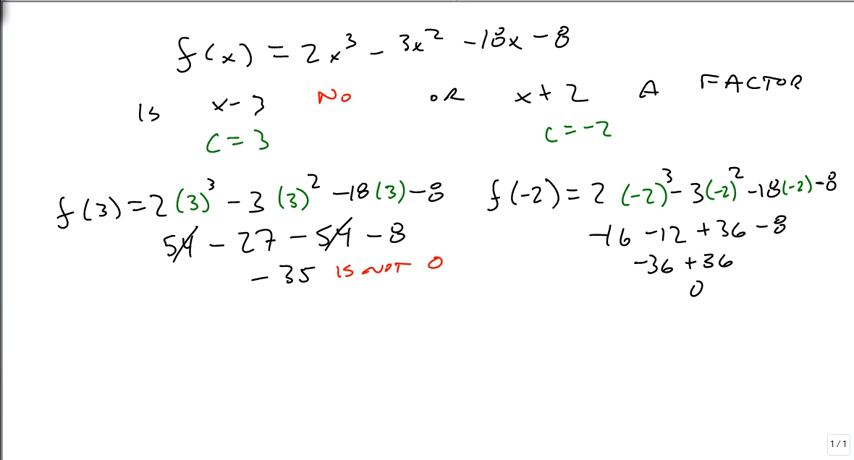 f(x) = 2x³ - 3x² - 18x - 8
Is x - 3 No or x + 2 A FACTOR
c = 3 c = -2
f(3) = 2(3)³ - 3(3)² - 18(3) - 8
54 - 27 - 54 - 8
- 35 IS NOT 0
f(-2) = 2(-2)³ - 3(-2)² - 18(-2) - 8
-16 - 12 + 36 - 8
-36 + 36
0
1/1